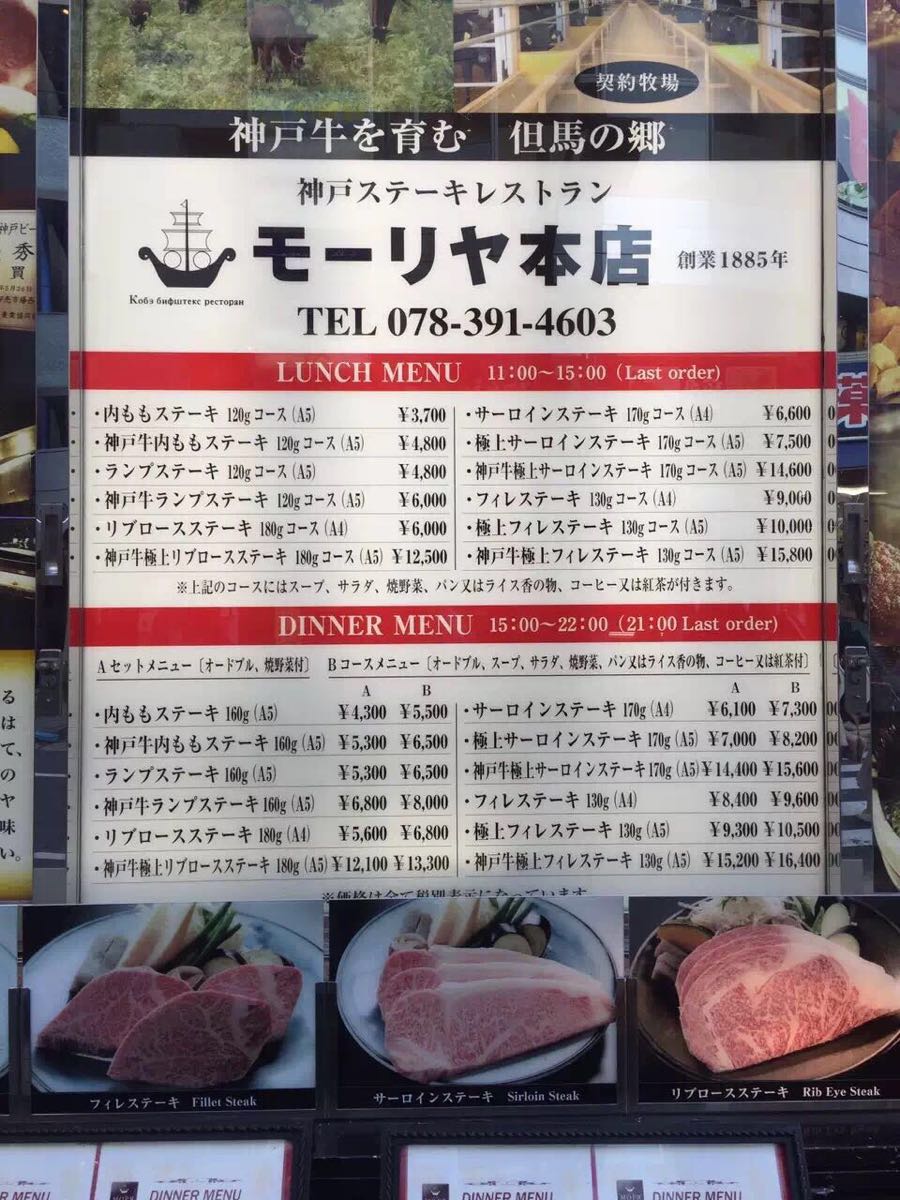 契約牧場
神戸牛を育む 但馬の郷
神戸ステーキレストラン
モーリヤ本店 創業1885年
Кобэ бифштекс ресторан
TEL 078-391-4603
LUNCH MENU 11:00〜15:00 (Last order)
・内ももステーキ 120gコース(A5) ¥3,700
・神戸牛内ももステーキ 120gコース(A5) ¥4,800
・ランプステーキ 120gコース(A5) ¥4,800
・神戸牛ランプステーキ 120gコース(A5) ¥6,000
・リブロースステーキ 180gコース(A4) ¥6,000
・神戸牛極上リブロースステーキ 180gコース(A5) ¥12,500
・サーロインステーキ 170gコース(A4) ¥6,600
・極上サーロインステーキ 170gコース(A5) ¥7,500
・神戸牛極上サーロインステーキ 170gコース(A5) ¥14,600
・フィレステーキ 130gコース(A4) ¥9,000
・極上フィレステーキ 130gコース(A5) ¥10,000
・神戸牛極上フィレステーキ 130gコース(A5) ¥15,800
※上記のコースにはスープ、サラダ、焼野菜、パン又はライス香の物、コーヒー又は紅茶が付きます。
DINNER MENU 15:00〜22:00 (21:00 Last order)
Aセットメニュー〔オードブル、焼野菜付〕 Bコースメニュー〔オードブル、スープ、サラダ、焼野菜、パン又はライス香の物、コーヒー又は紅茶付〕
A B
・内ももステーキ 160g(A5) ¥4,300 ¥5,500
・神戸牛内ももステーキ 160g(A5) ¥5,300 ¥6,500
・ランプステーキ 160g(A5) ¥5,300 ¥6,500
・神戸牛ランプステーキ 160g(A5) ¥6,800 ¥8,000
・リブロースステーキ 180g(A4) ¥5,600 ¥6,800
・神戸牛極上リブロースステーキ 180g(A5) ¥12,100 ¥13,300
A B
・サーロインステーキ 170g(A4) ¥6,100 ¥7,300
・極上サーロインステーキ 170g(A5) ¥7,000 ¥8,200
・神戸牛極上サーロインステーキ 170g(A5) ¥14,400 ¥15,600
・フィレステーキ 130g(A4) ¥8,400 ¥9,600
・極上フィレステーキ 130g(A5) ¥9,300 ¥10,500
・神戸牛極上フィレステーキ 130g(A5) ¥15,200 ¥16,400
※価格は全て税別表示になっています
フィレステーキ Fillet Steak
サーロインステーキ Sirloin Steak
リブロースステーキ Rib Eye Steak
DINNER MENU
DINNER MENU